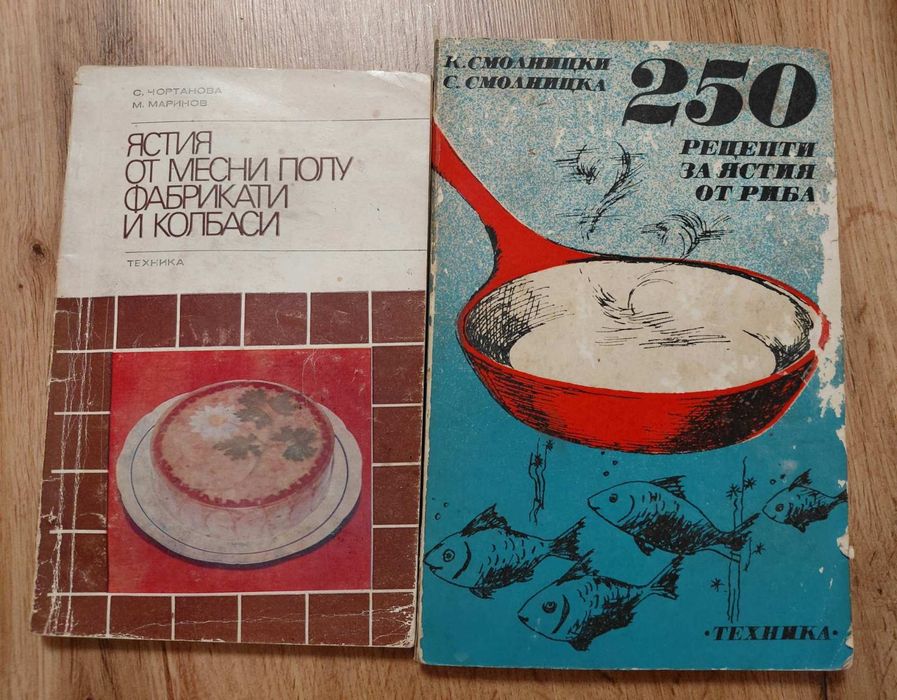 С. ЧОРТАНОВА
М. МАРИНОВ
ЯСТИЯ
ОТ МЕСНИ ПОЛУ
ФАБРИКАТИ
И КОЛБАСИ
ТЕХНИКА
К. СМОЛНИЦКИ
С. СМОЛНИЦКА
250
РЕЦЕПТИ
ЗА ЯСТИЯ
ОТ РИБА
·ТЕХНИКА·